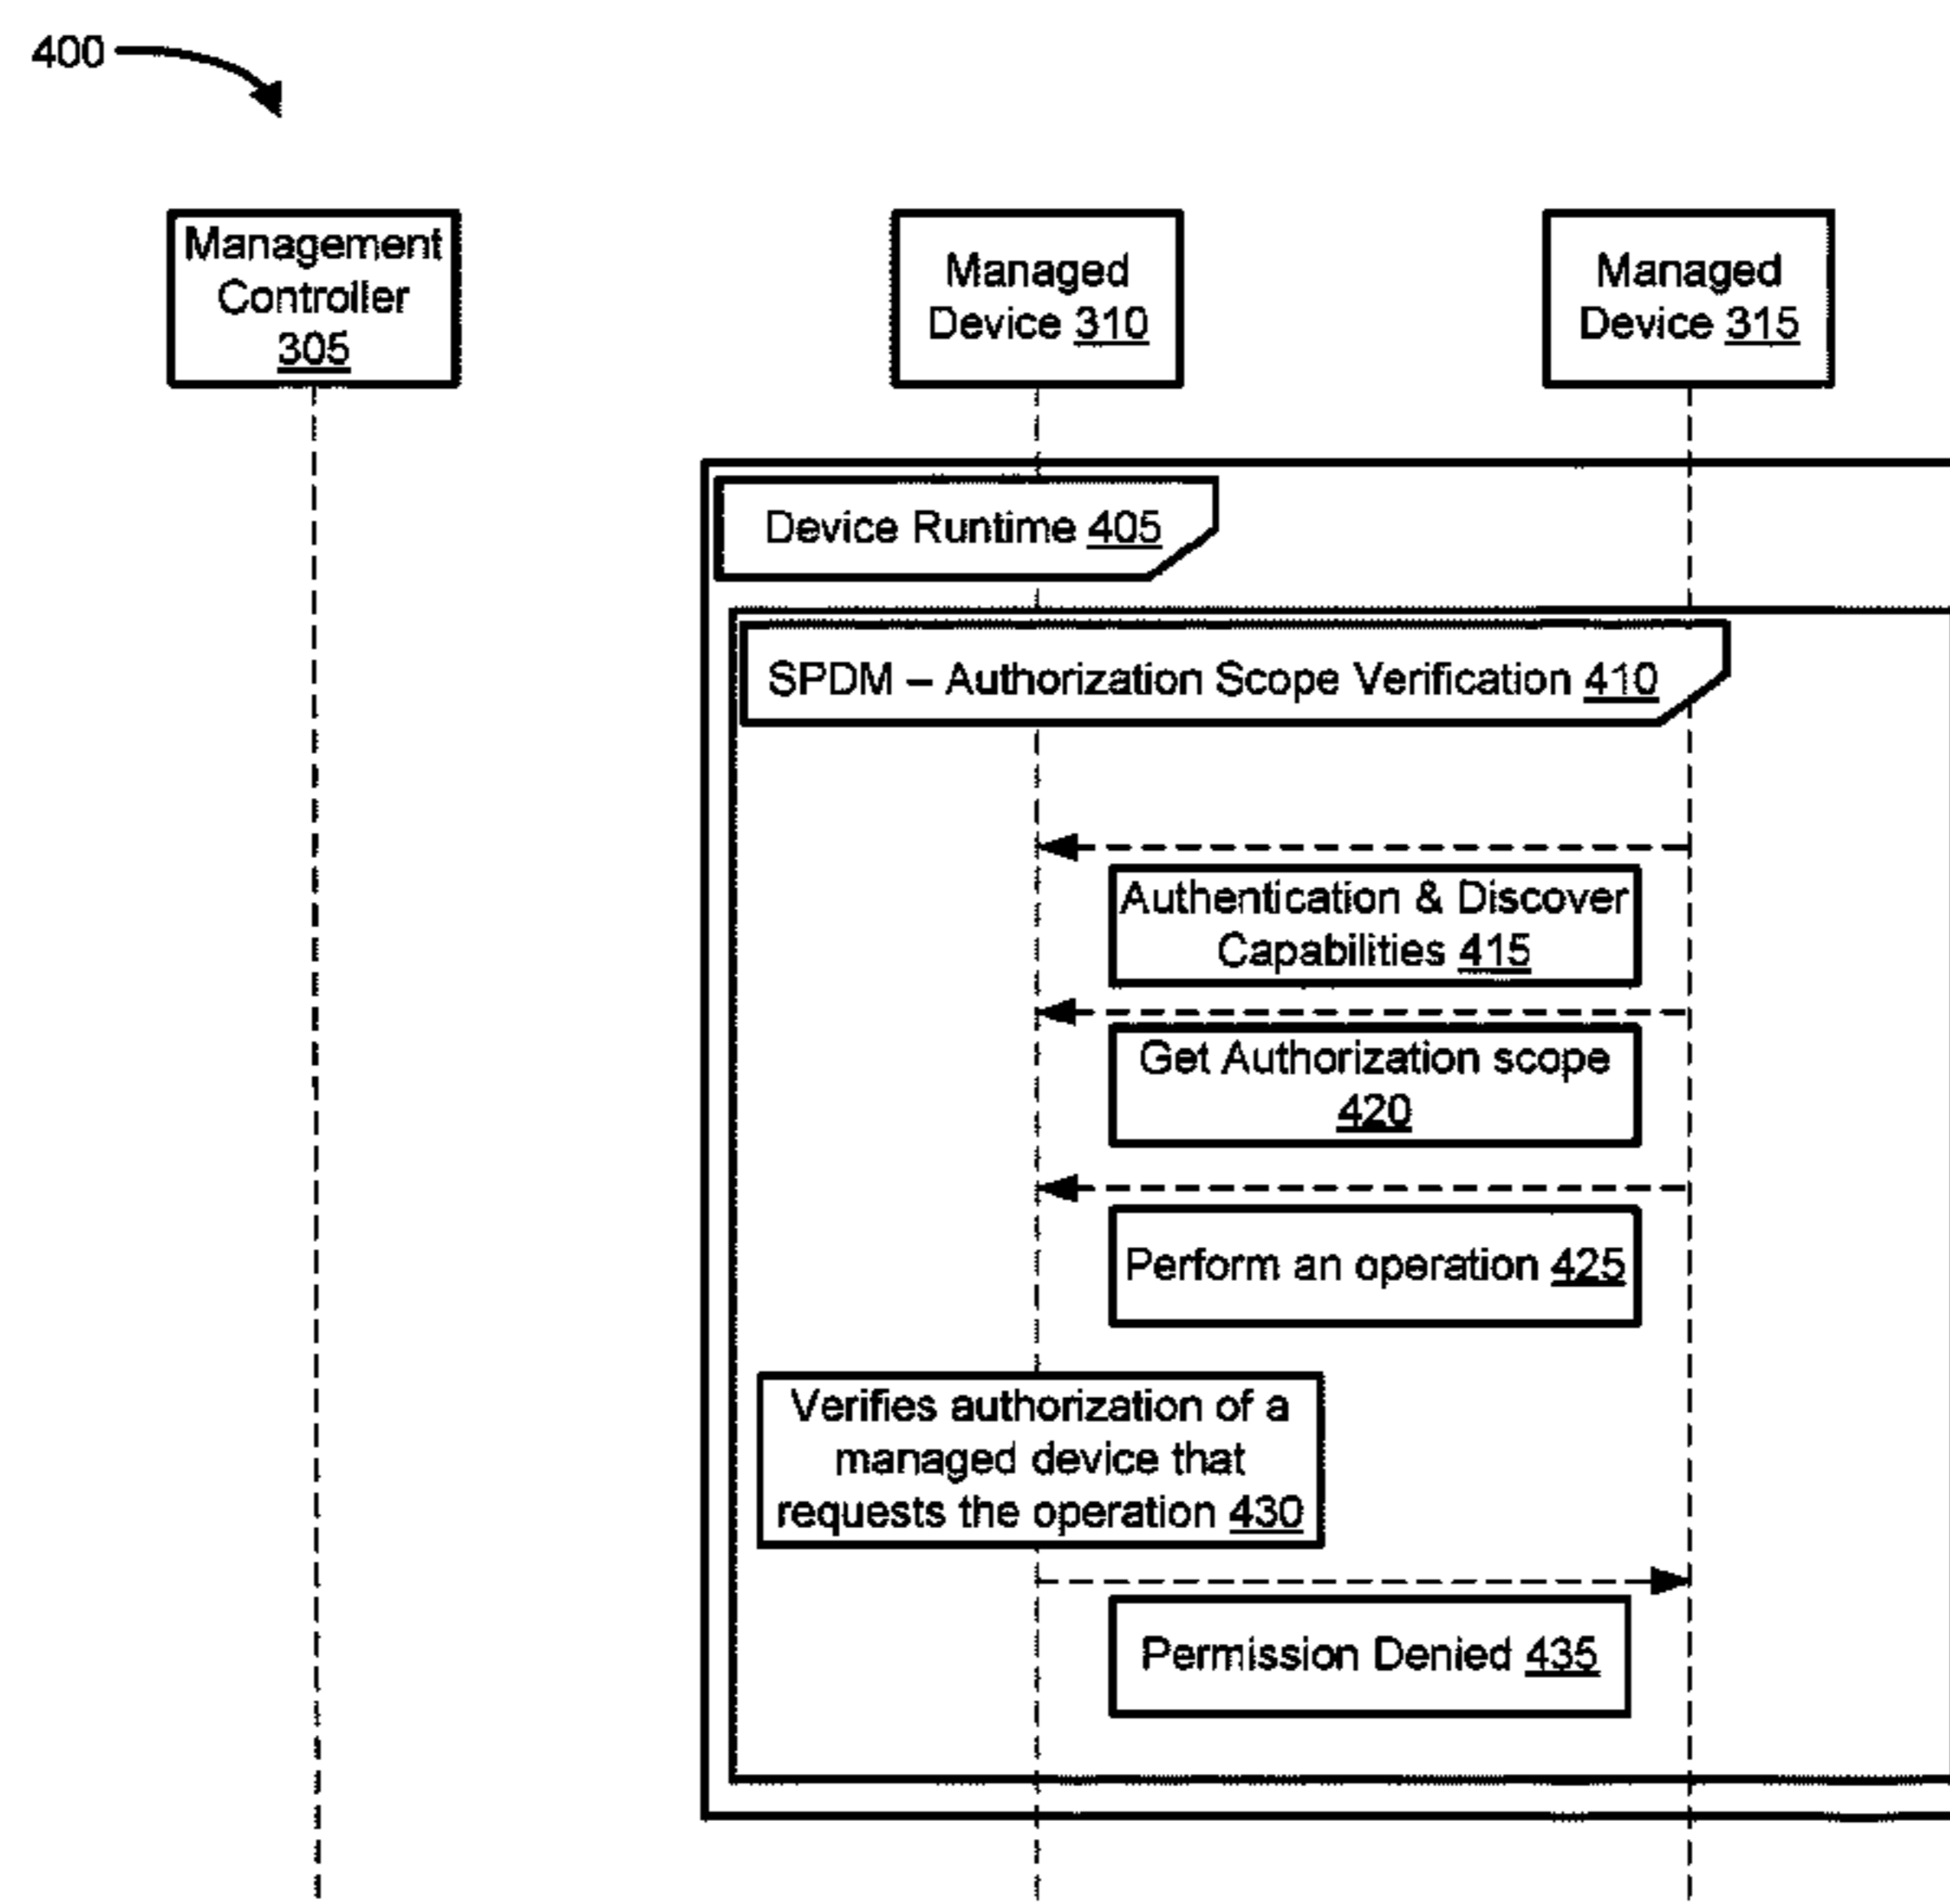 400
Management
Controller
305
Managed
Device 310
Managed
Device 315
Device Runtime 405
SPDM – Authorization Scope Verification 410
Authentication & Discover
Capabilities 415
Get Authorization scope
420
Perform an operation 425
Verifies authorization of a
managed device that
requests the operation 430
Permission Denied 435